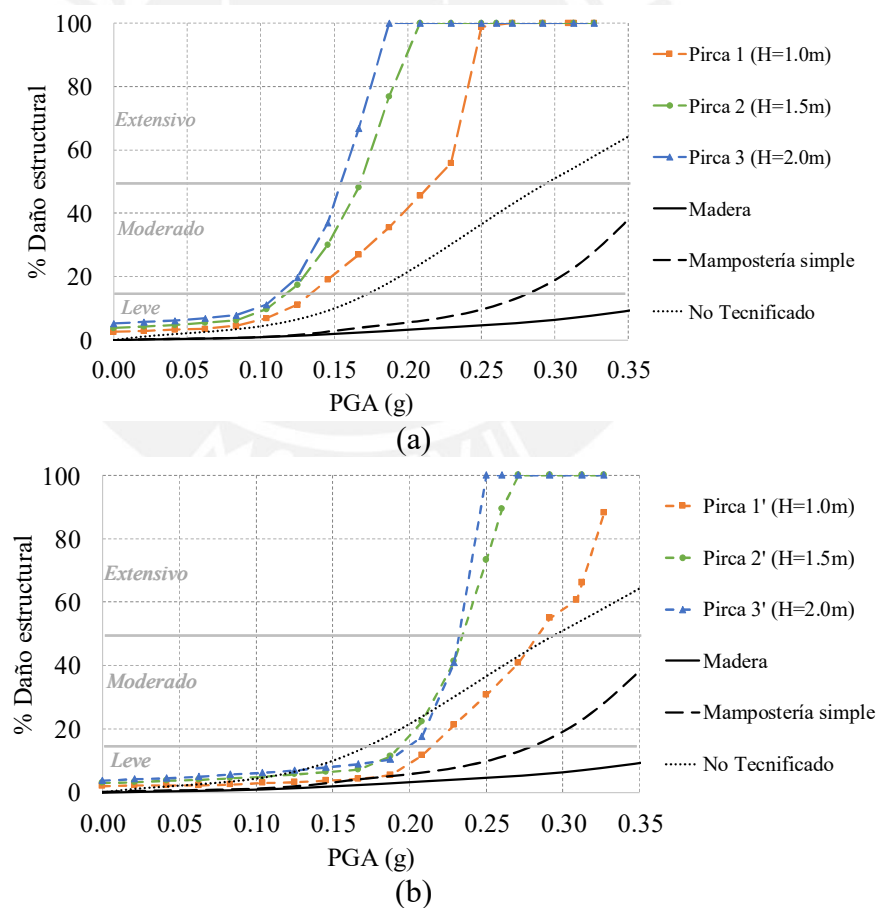 100
80
60
40
20
0
% Daño estructural
Extensivo
Moderado
Leve
0.00 0.05 0.10 0.15 0.20 0.25 0.30 0.35
PGA (g)
Pirca 1 (H=1.0m)
Pirca 2 (H=1.5m)
Pirca 3 (H=2.0m)
Madera
Mampostería simple
No Tecnificado
(a)
100
80
60
40
20
0
% Daño estructural
Extensivo
Moderado
Leve
0.00 0.05 0.10 0.15 0.20 0.25 0.30 0.35
PGA (g)
Pirca 1' (H=1.0m)
Pirca 2' (H=1.5m)
Pirca 3' (H=2.0m)
Madera
Mampostería simple
No Tecnificado
(b)